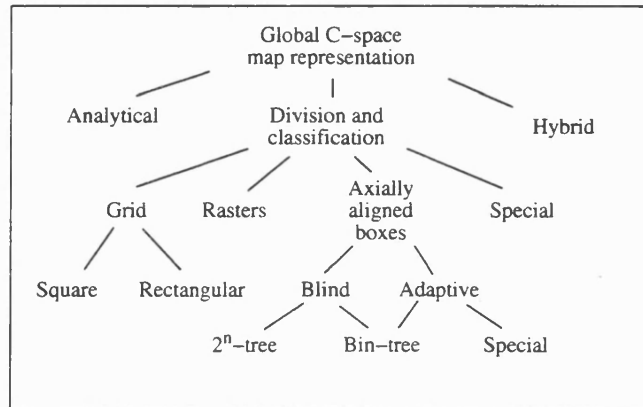 Global C−space
map representation
Analytical
Division and
classification
Hybrid
Grid
Rasters
Axially
aligned
boxes
Special
Square
Rectangular
Blind
Adaptive
2ⁿ−tree
Bin−tree
Special